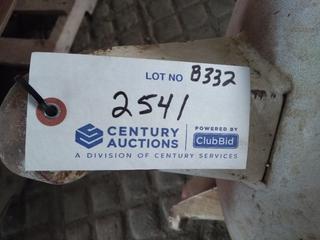 LOT NO B332
2541
CENTURY AUCTIONS
POWERED BY
ClubBid
A DIVISION OF CENTURY SERVICES